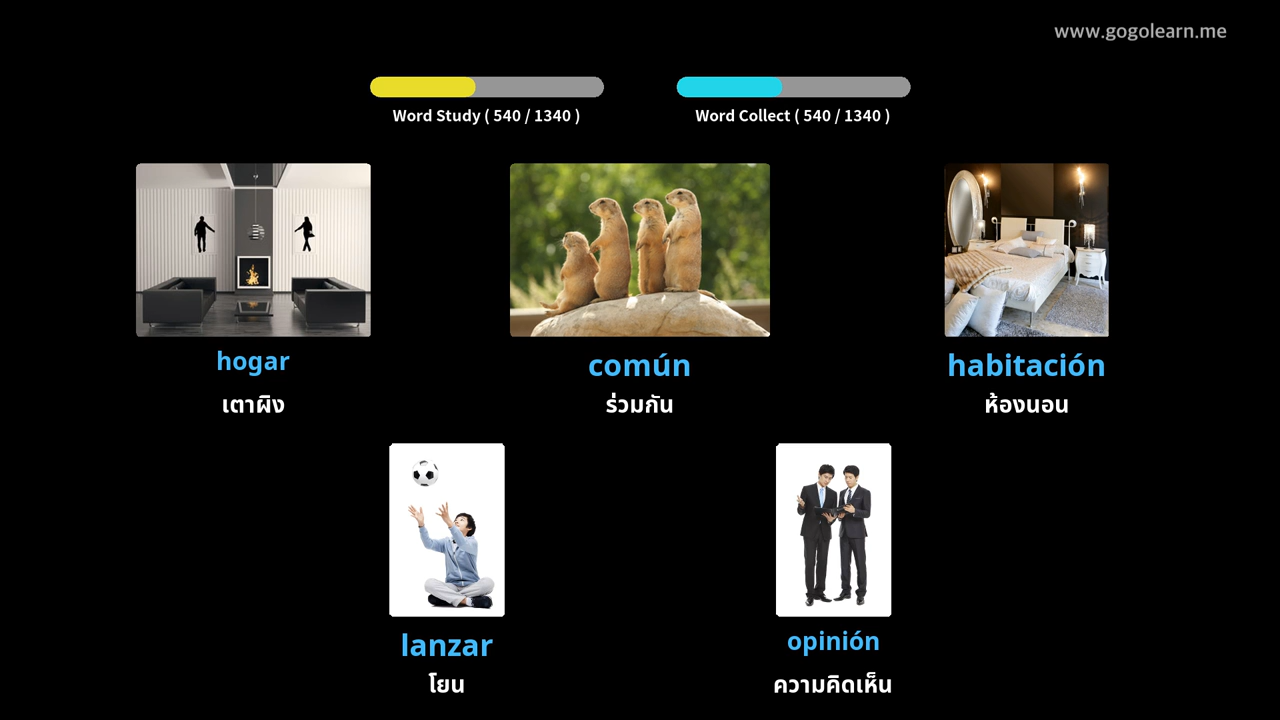 www.gogolearn.me
Word Study ( 540 / 1340 )
Word Collect ( 540 / 1340 )
hogar
เตาผิง
común
ร่วมกัน
habitación
ห้องนอน
lanzar
โยน
opinión
ความคิดเห็น